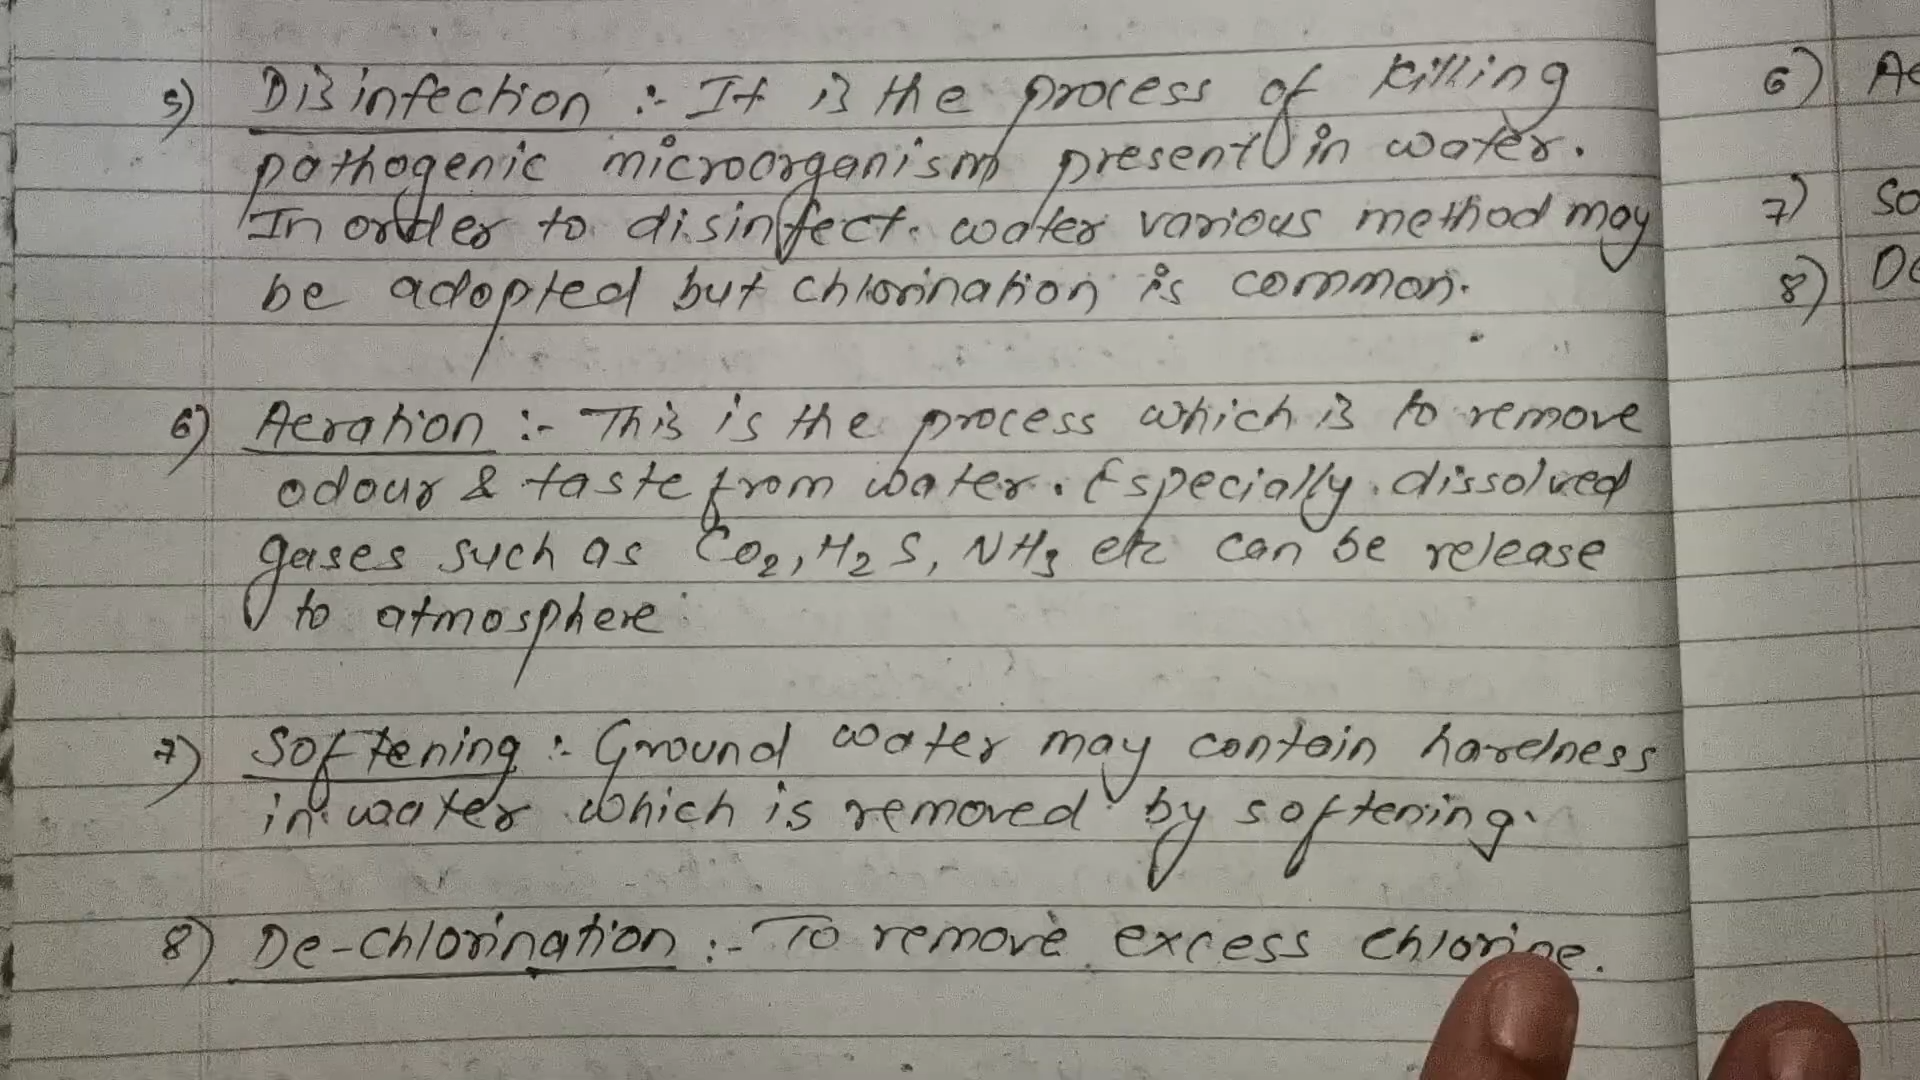 5) Disinfection :- It is the process of killing
pathogenic microorganism present in water.
In order to disinfect water various method may
be adopted but chlorination is common.
6) Aeration :- This is the process which is to remove
odour & taste from water. Especially dissolved
gases such as CO2, H2S, NH3 etc can be release
to atmosphere
7) Softening :- Ground water may contain hardness
in water which is removed by softening.
8) De-chlorination :- To remove excess chlorine.
6) Ae
7) So
8) De